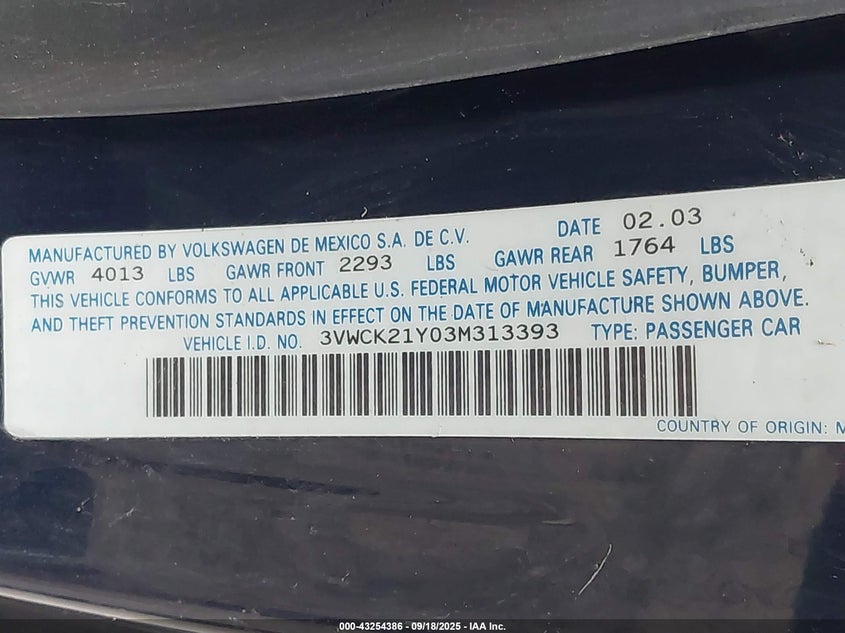 MANUFACTURED BY VOLKSWAGEN DE MEXICO S.A. DE C.V. DATE 02.03
GVWR 4013 LBS GAWR FRONT 2293 LBS GAWR REAR 1764 LBS
THIS VEHICLE CONFORMS TO ALL APPLICABLE U.S. FEDERAL MOTOR VEHICLE SAFETY, BUMPER,
AND THEFT PREVENTION STANDARDS IN EFFECT ON THE DATE OF MANUFACTURE SHOWN ABOVE.
VEHICLE I.D. NO. 3VWCK21Y03M313393 TYPE: PASSENGER CAR
COUNTRY OF ORIGIN: M
000-43254386 - 09/18/2025 - IAA Inc.